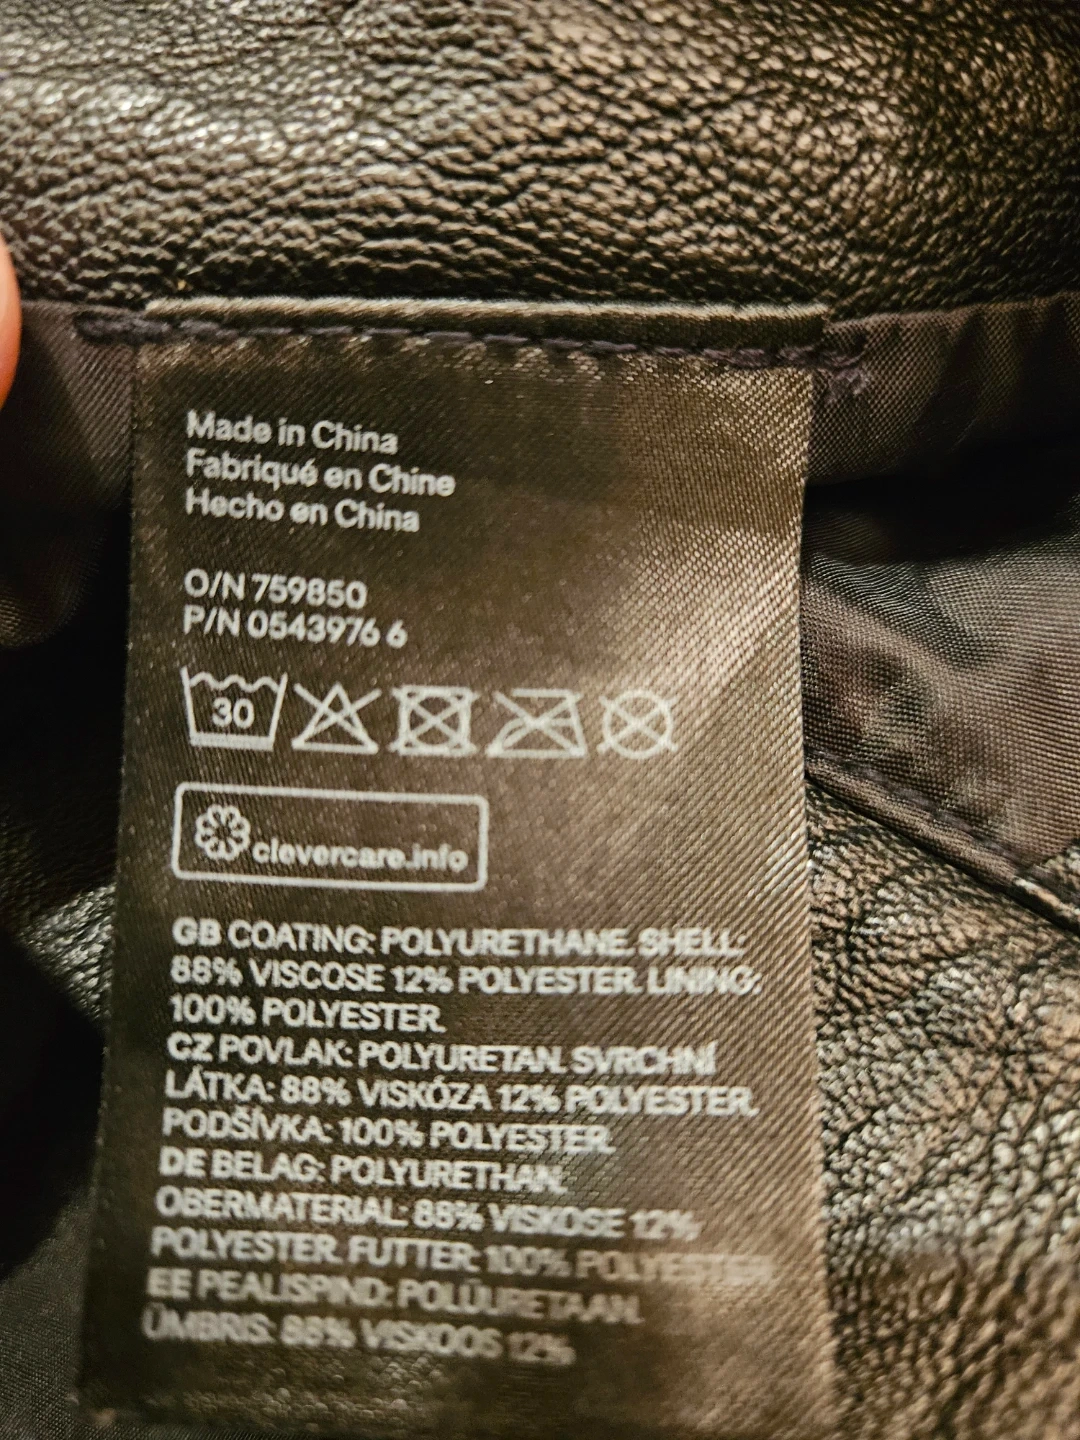 Made in China
Fabriqué en Chine
Hecho en China
O/N 759850
P/N 0543976 6
30
clevercare.info
GB COATING: POLYURETHANE. SHELL:
88% VISCOSE 12% POLYESTER. LINING:
100% POLYESTER.
CZ POVLAK: POLYURETAN. SVRCHNÍ
LÁTKA: 88% VISKÓZA 12% POLYESTER.
PODŠÍVKA: 100% POLYESTER.
DE BELAG: POLYURETHAN.
OBERMATERIAL: 88% VISKOSE 12%
POLYESTER. FUTTER: 100% POLYESTER.
EE PEALISPIND: POLÜURETAAN.
ÜMBRIS: 88% VISKOOS 12%